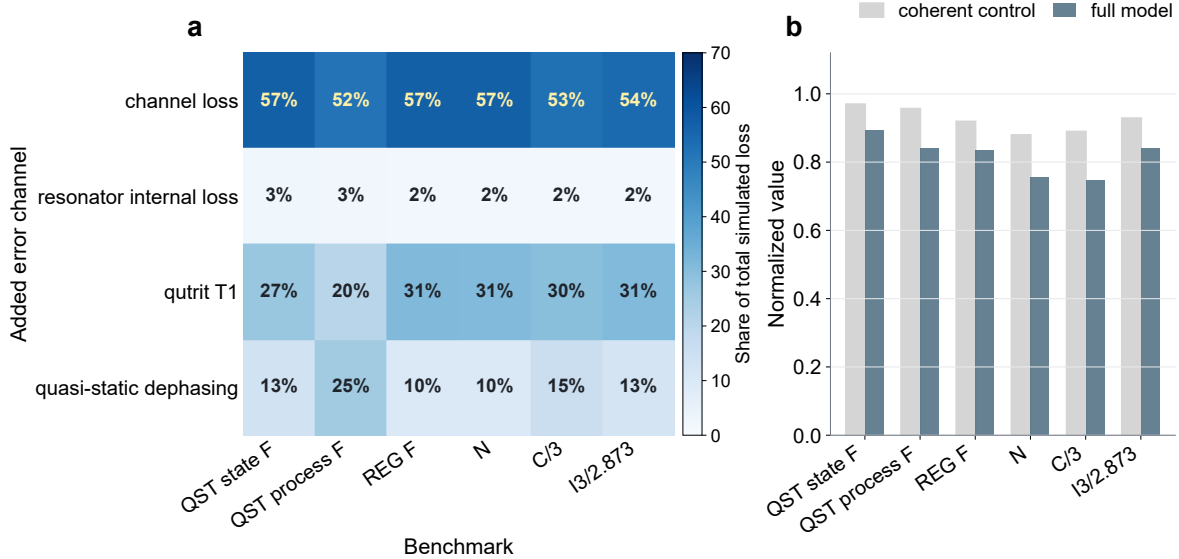 a
Added error channel
channel loss
resonator internal loss
qutrit T1
quasi-static dephasing
57% 52% 57% 57% 53% 54%
3% 3% 2% 2% 2% 2%
27% 20% 31% 31% 30% 31%
13% 25% 10% 10% 15% 13%
QST state F
QST process F
REG F
N
C/3
I3/2.873
Benchmark
70
60
50
40
30
20
10
0
Share of total simulated loss
coherent control full model
b
Normalized value
1.0
0.8
0.6
0.4
0.2
0.0
QST state F
QST process F
REG F
N
C/3
I3/2.873